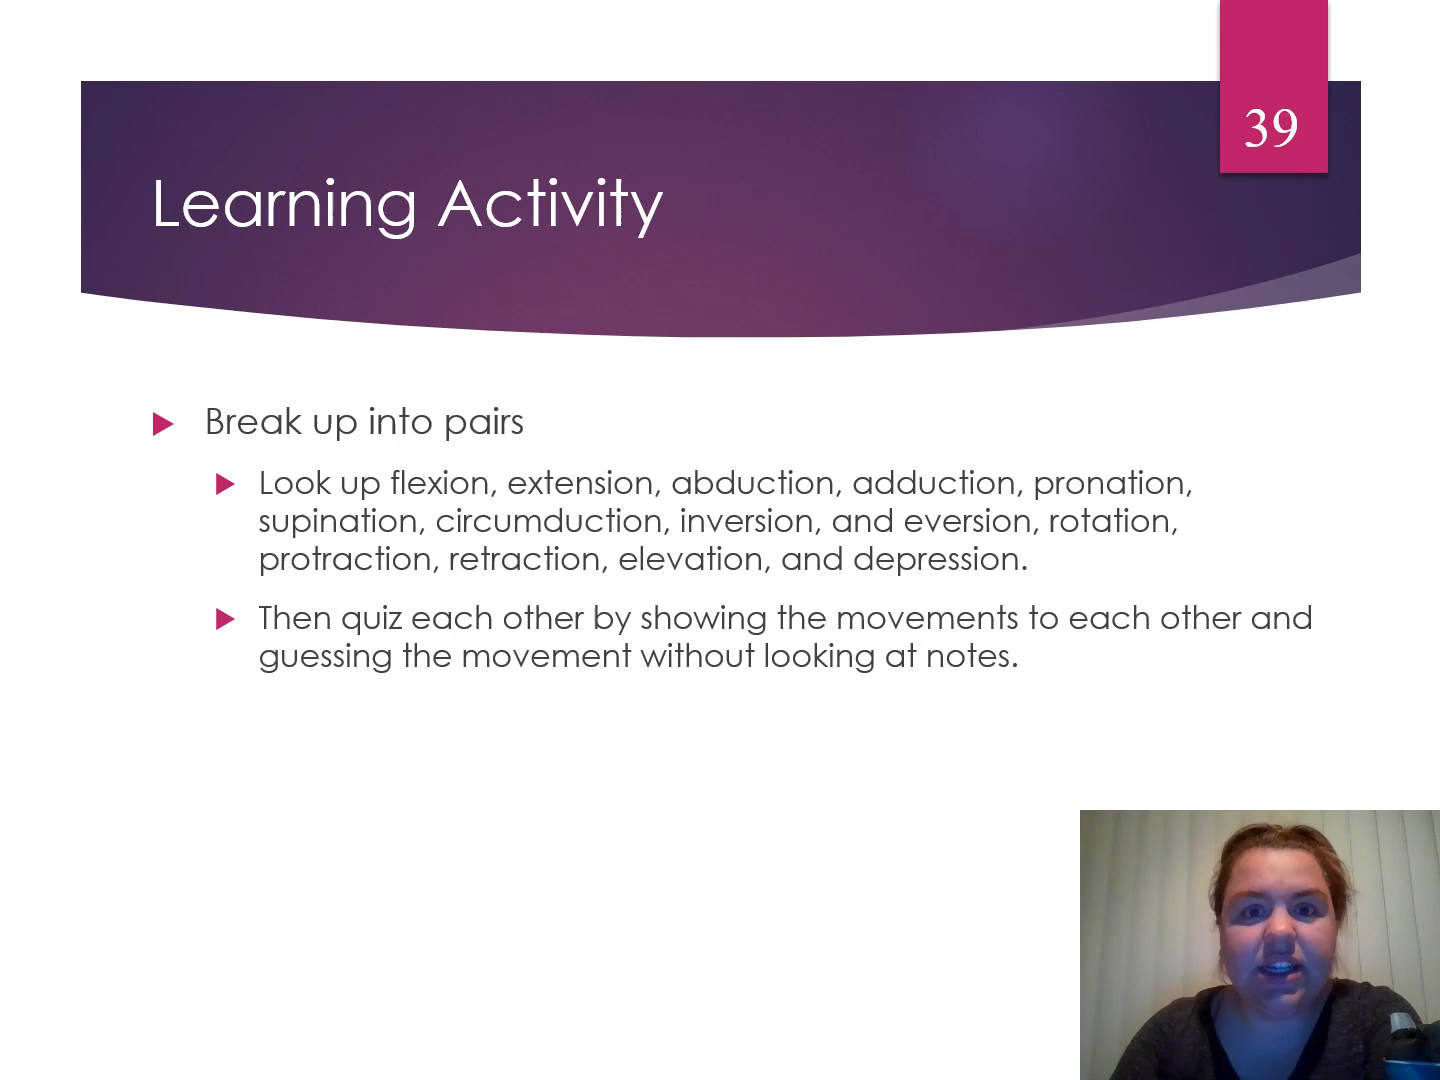 39
Learning Activity
Break up into pairs
Look up flexion, extension, abduction, adduction, pronation,
supination, circumduction, inversion, and eversion, rotation,
protraction, retraction, elevation, and depression.
Then quiz each other by showing the movements to each other and
guessing the movement without looking at notes.